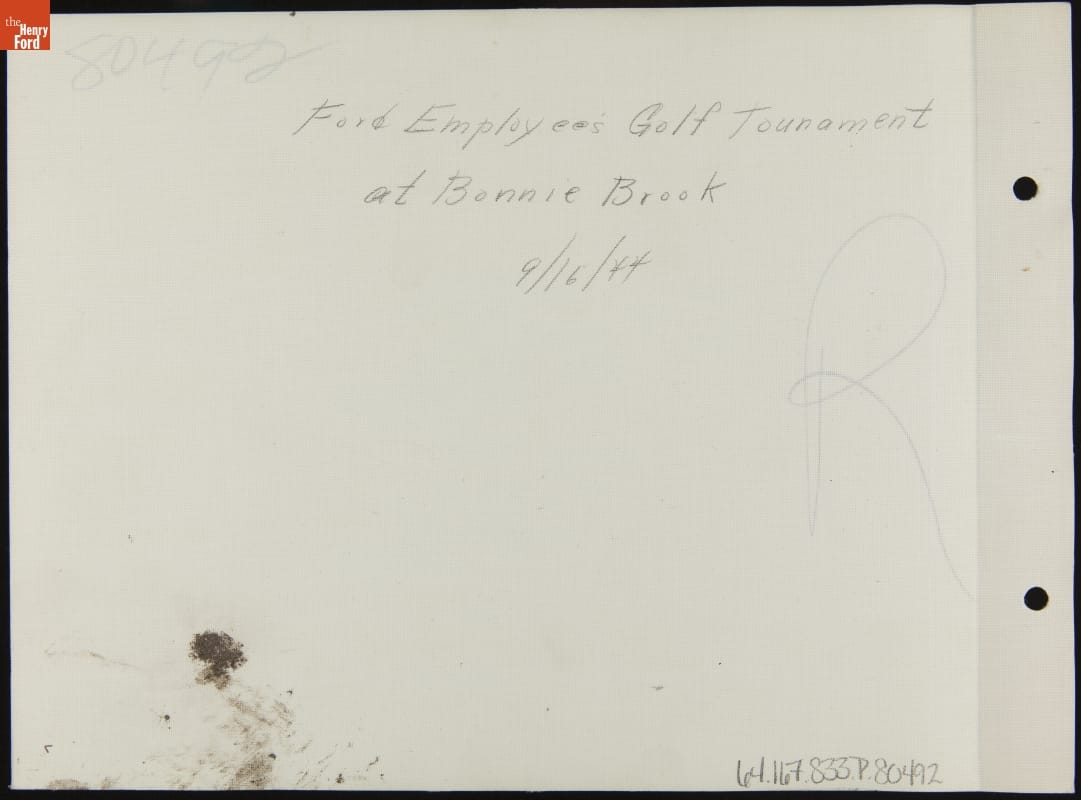 the
Henry
Ford
80492
Ford Employee's Golf Tounament
at Bonnie Brook
9/16/44
R
64.167.833.P.80492